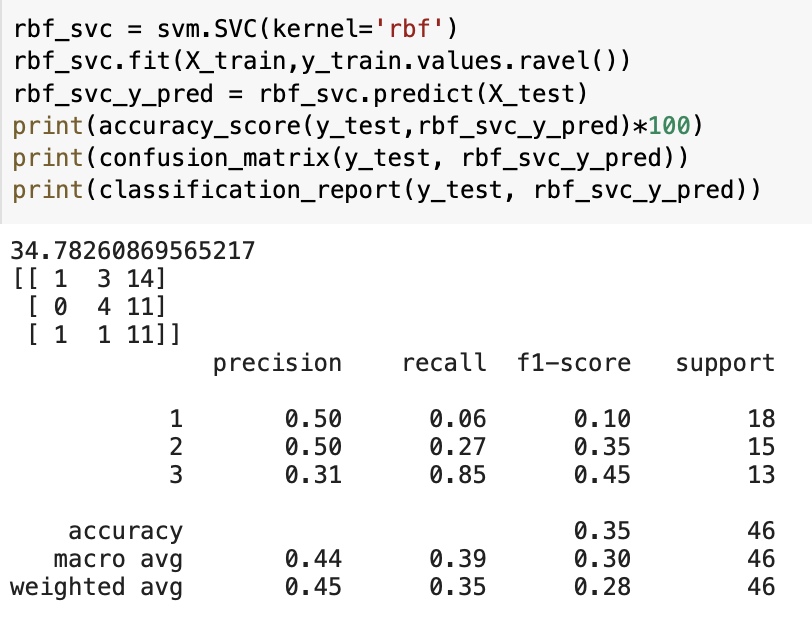 rbf_svc = svm.SVC(kernel='rbf')
rbf_svc.fit(X_train,y_train.values.ravel())
rbf_svc_y_pred = rbf_svc.predict(X_test)
print(accuracy_score(y_test,rbf_svc_y_pred)*100)
print(confusion_matrix(y_test, rbf_svc_y_pred))
print(classification_report(y_test, rbf_svc_y_pred))
34.78260869565217
[[ 1  3 14]
 [ 0  4 11]
 [ 1  1 11]]
              precision    recall  f1-score   support
           1       0.50      0.06      0.10        18
           2       0.50      0.27      0.35        15
           3       0.31      0.85      0.45        13
    accuracy                           0.35        46
   macro avg       0.44      0.39      0.30        46
weighted avg       0.45      0.35      0.28        46